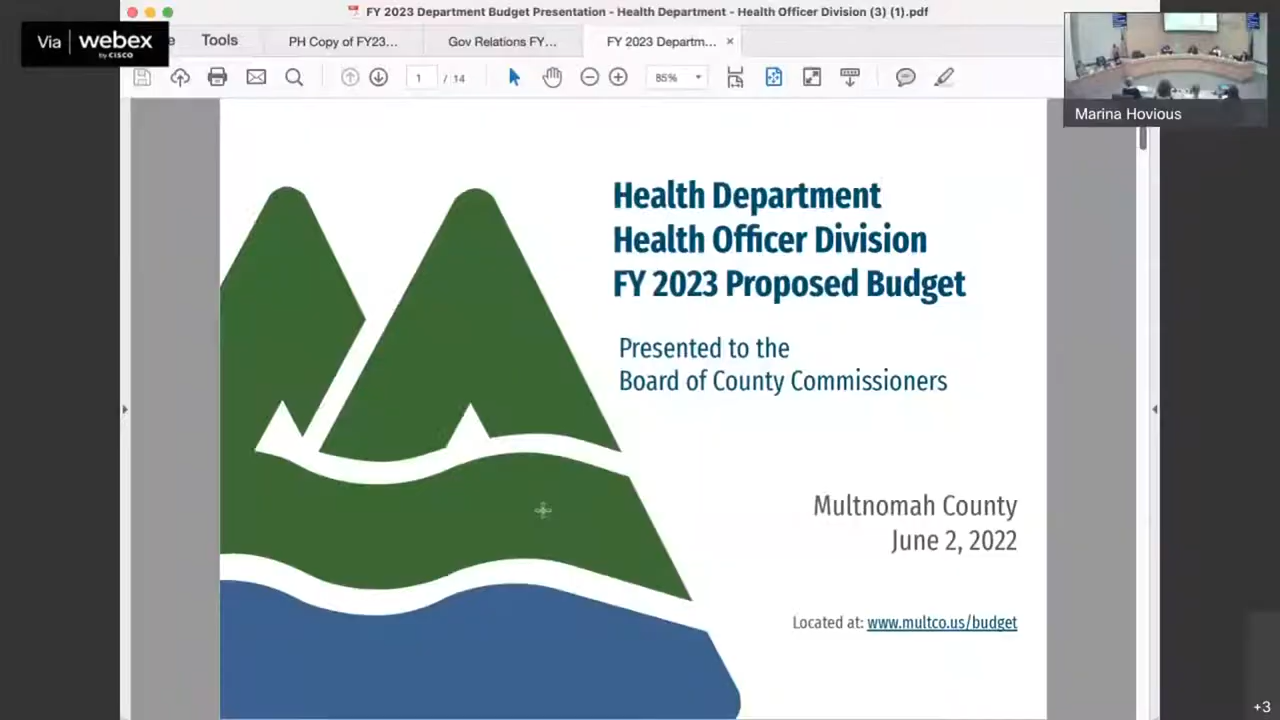 FY 2023 Department Budget Presentation - Health Department - Health Officer Division (3) (1).pdf
Via webex
by CISCO
e
Tools
PH Copy of FY23...
Gov Relations FY...
FY 2023 Departm...
1 / 14
85%
Marina Hovious
Health Department
Health Officer Division
FY 2023 Proposed Budget
Presented to the
Board of County Commissioners
Multnomah County
June 2, 2022
Located at: www.multco.us/budget
+3